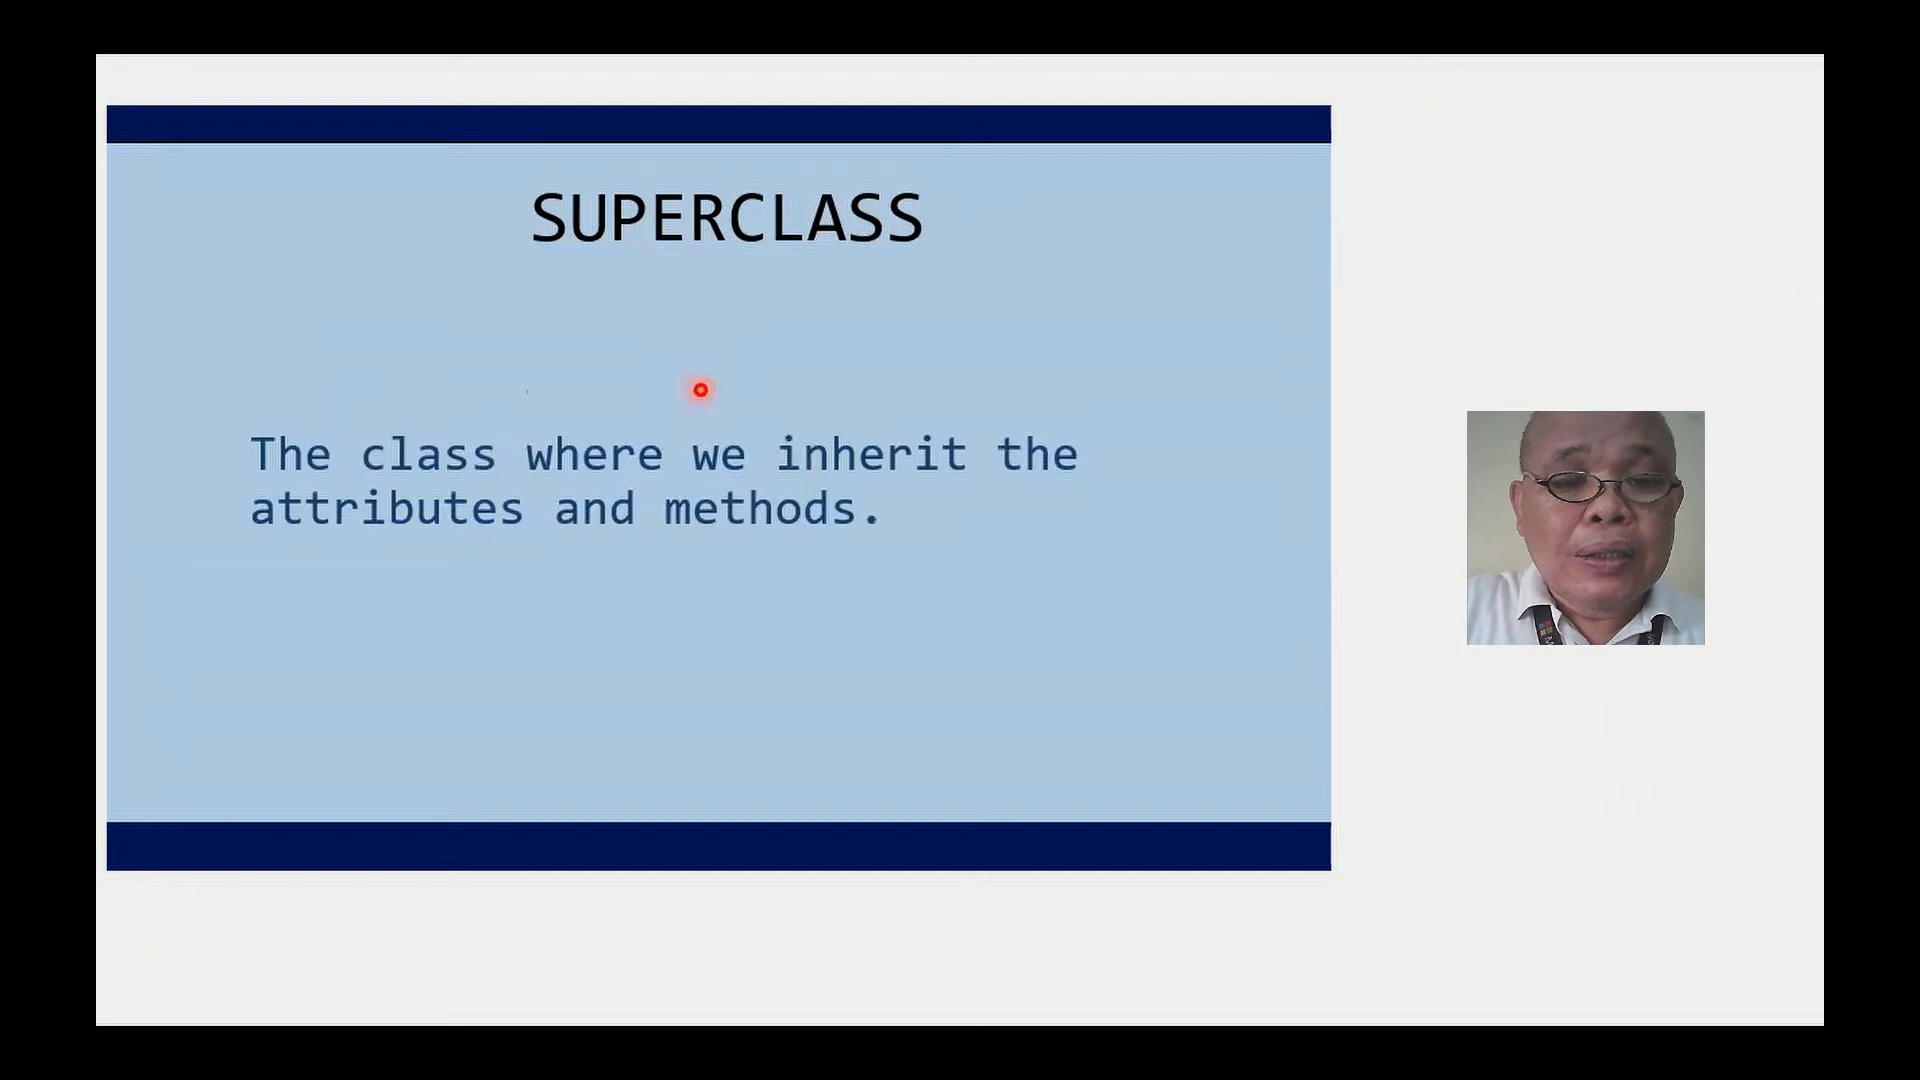 SUPERCLASS
The class where we inherit the
attributes and methods.